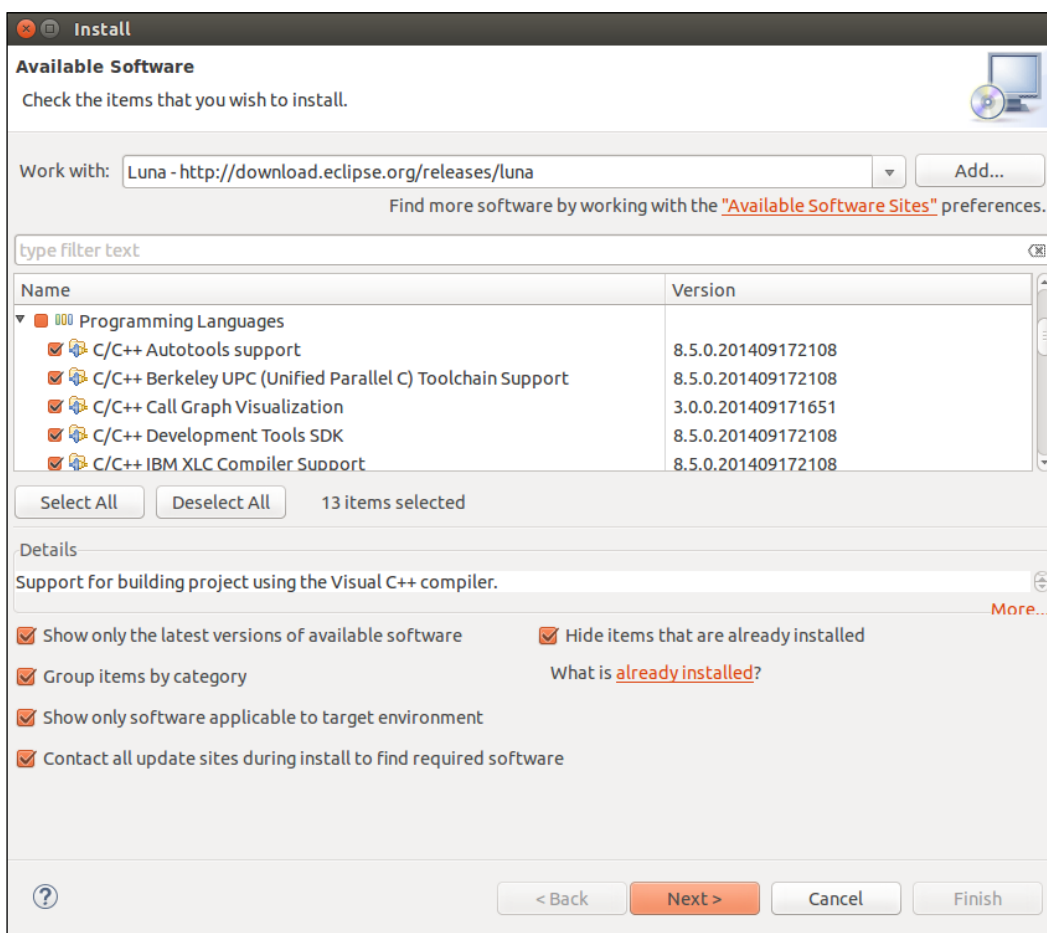 Install
Available Software
Check the items that you wish to install.
Work with: Luna - http://download.eclipse.org/releases/luna Add...
Find more software by working with the "Available Software Sites" preferences.
type filter text
Name Version
Programming Languages
C/C++ Autotools support 8.5.0.201409172108
C/C++ Berkeley UPC (Unified Parallel C) Toolchain Support 8.5.0.201409172108
C/C++ Call Graph Visualization 3.0.0.201409171651
C/C++ Development Tools SDK 8.5.0.201409172108
C/C++ IBM XLC Compiler Support 8.5.0.201409172108
Select All Deselect All 13 items selected
Details
Support for building project using the Visual C++ compiler.
More...
Show only the latest versions of available software Hide items that are already installed
Group items by category What is already installed?
Show only software applicable to target environment
Contact all update sites during install to find required software
? < Back Next > Cancel Finish